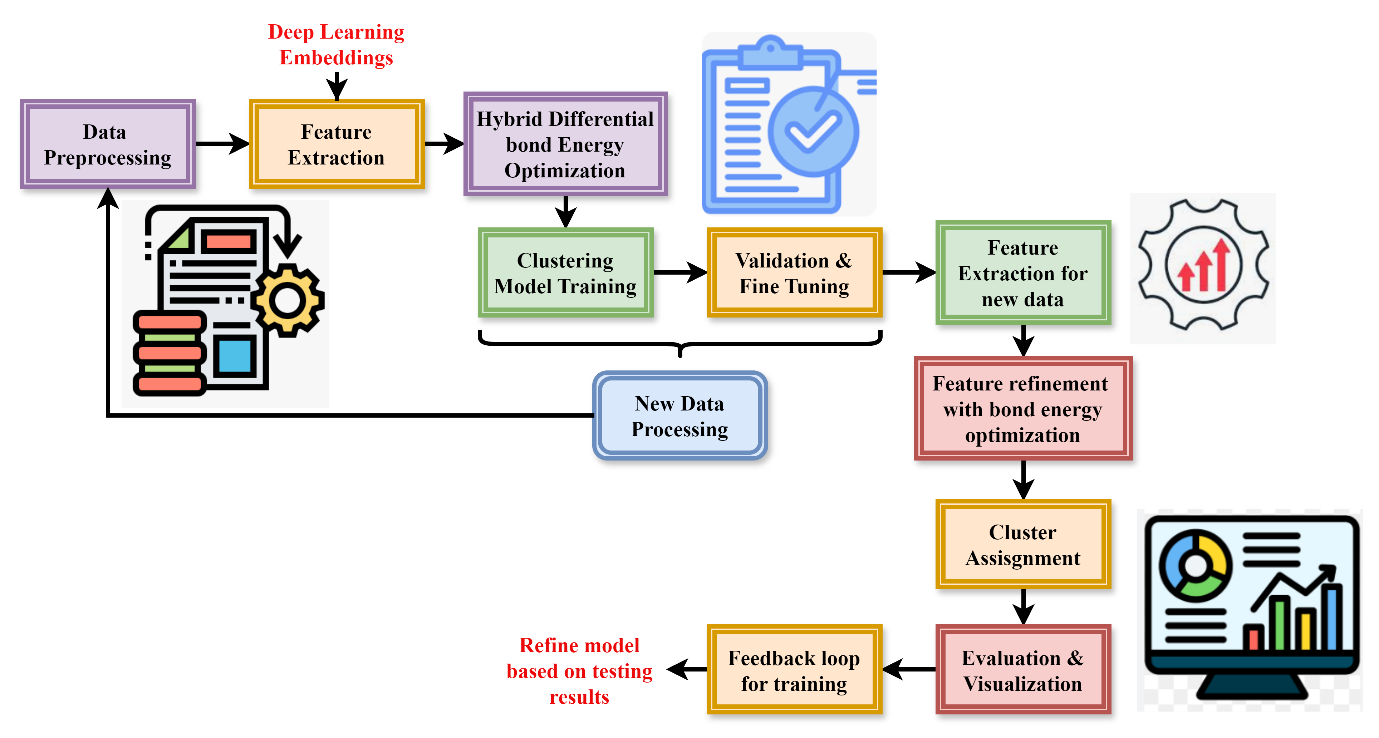 Deep Learning
Embeddings
Data
Preprocessing
Feature
Extraction
Hybrid Differential
bond Energy
Optimization
Clustering
Model Training
Validation &
Fine Tuning
Feature
Extraction for
new data
New Data
Processing
Feature refinement
with bond energy
optimization
Cluster
Assisgnment
Evaluation &
Visualization
Feedback loop
for training
Refine model
based on testing
results